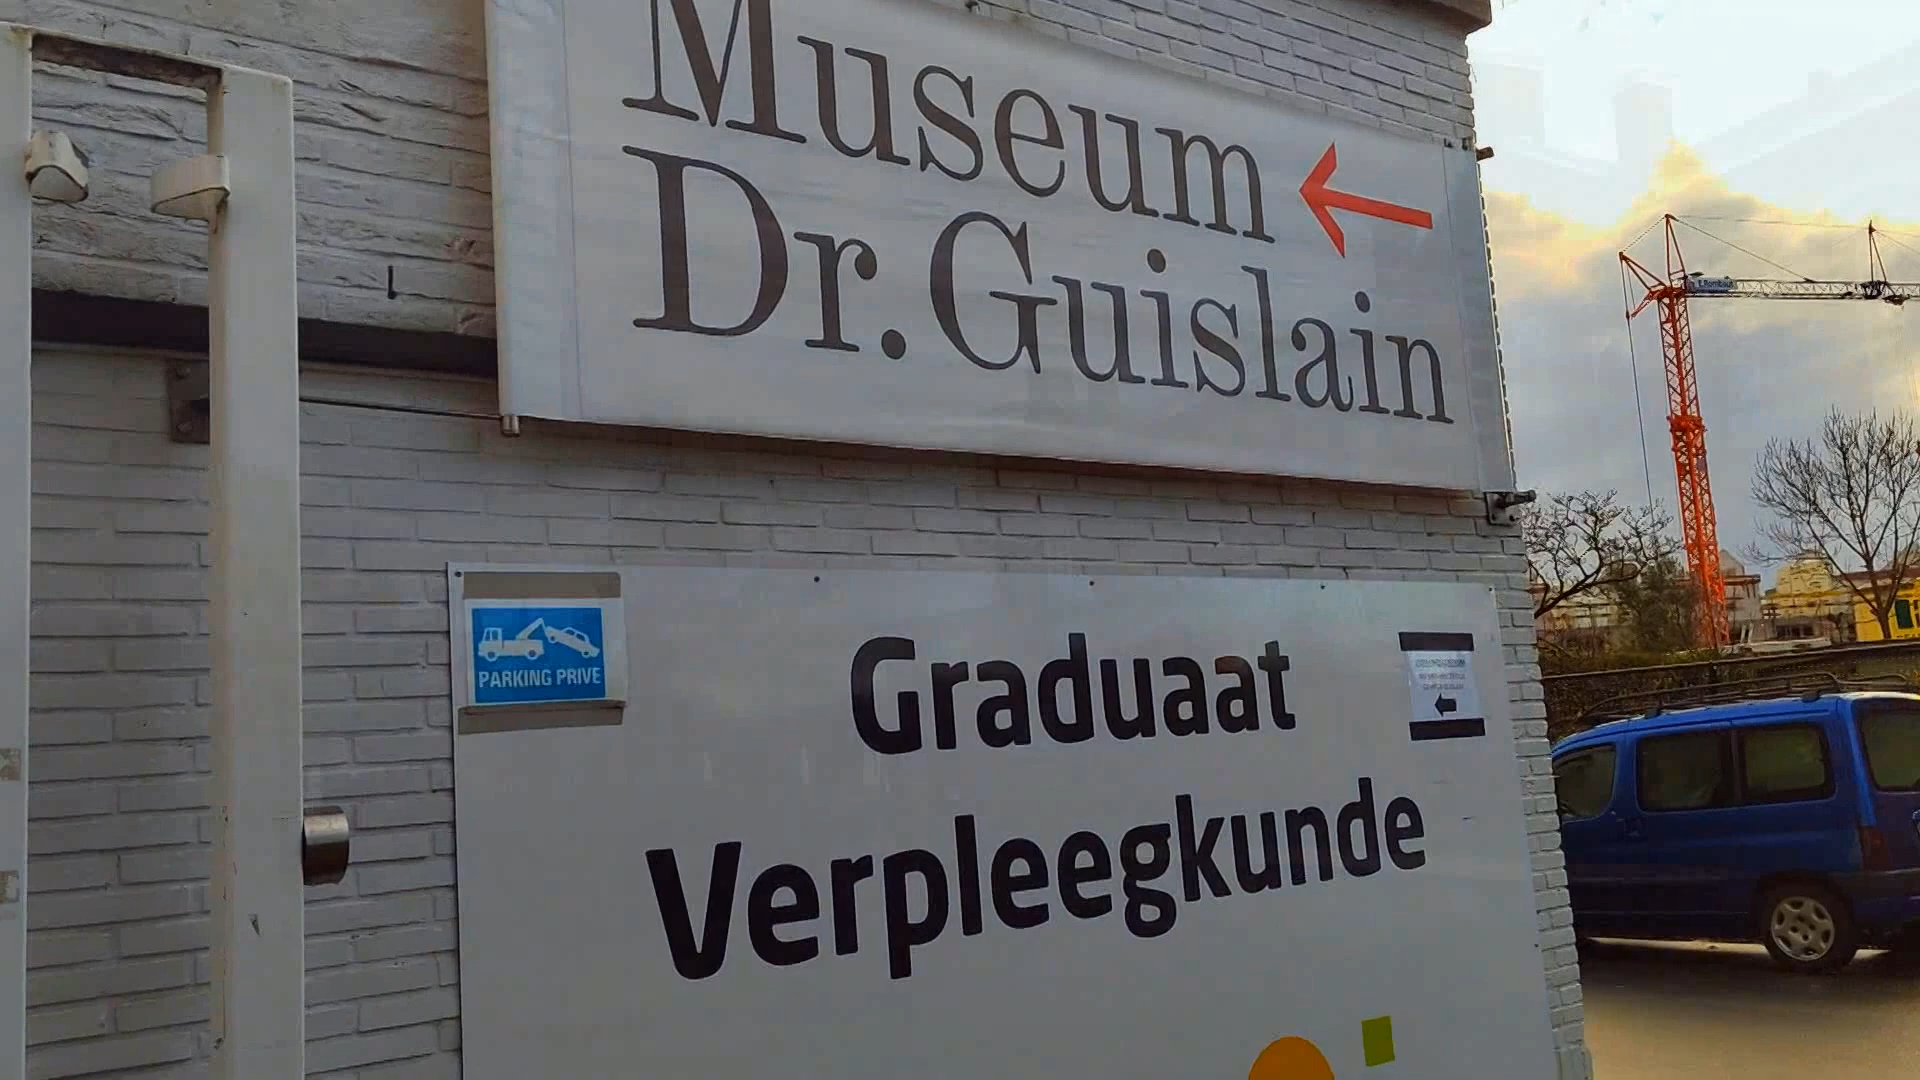 Museum
Dr. Guislain
PARKING PRIVE
Graduaat
Verpleegkunde